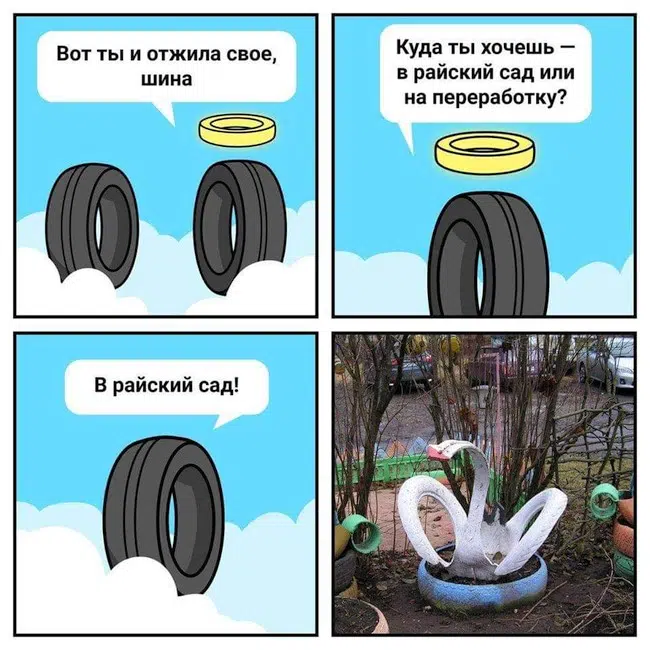 Вот ты и отжила свое,
шина
Куда ты хочешь —
в райский сад или
на переработку?
В райский сад!